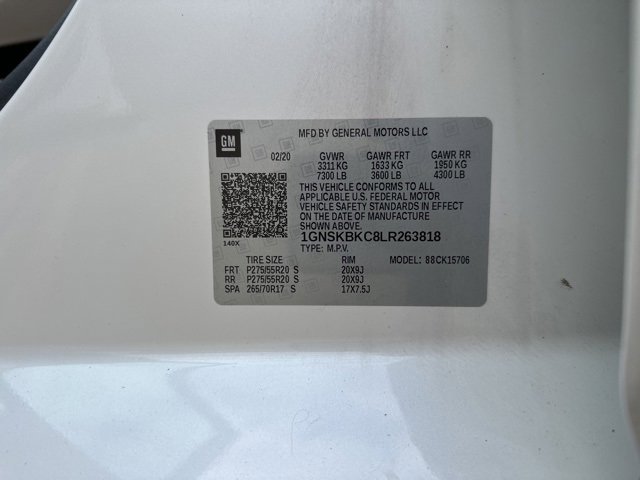 GM
MFD BY GENERAL MOTORS LLC
02/20 GVWR GAWR FRT GAWR RR
3311 KG 1633 KG 1950 KG
7300 LB 3600 LB 4300 LB
THIS VEHICLE CONFORMS TO ALL
APPLICABLE U.S. FEDERAL MOTOR
VEHICLE SAFETY STANDARDS IN EFFECT
ON THE DATE OF MANUFACTURE
SHOWN ABOVE.
1GNSKBKC8LR263818
140X TYPE: M.P.V.
TIRE SIZE RIM MODEL: 88CK15706
FRT P275/55R20 S 20X9J
RR P275/55R20 S 20X9J
SPA 265/70R17 S 17X7.5J